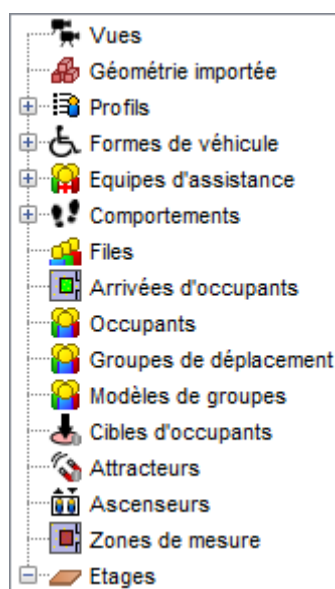 Vues
Géométrie importée
Profils
Formes de véhicule
Equipes d'assistance
Comportements
Files
Arrivées d'occupants
Occupants
Groupes de déplacement
Modèles de groupes
Cibles d'occupants
Attracteurs
Ascenseurs
Zones de mesure
Etages